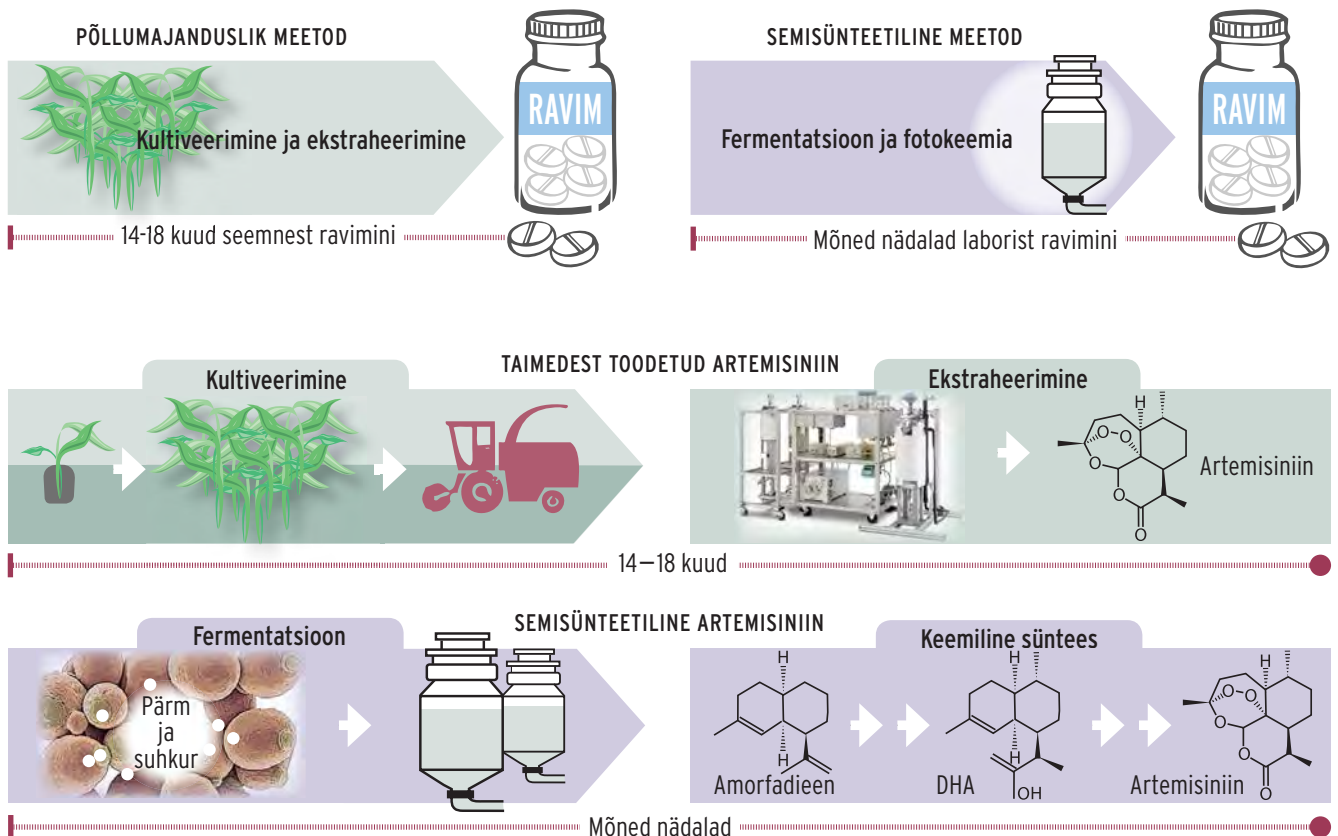 PÕLLUMAJANDUSLIK MEETOD
Kultiveerimine ja ekstraheerimine
RAVIM
14-18 kuud seemnest ravimini
SEMISÜNTEETILINE MEETOD
Fermentatsioon ja fotokeemia
RAVIM
Mõned nädalad laborist ravimini
TAIMEDEST TOODETUD ARTEMISINIIN
Kultiveerimine
Ekstraheerimine
H
O
O
O
O
Artemisiniin
14—18 kuud
SEMISÜNTEETILINE ARTEMISINIIN
Fermentatsioon
Pärm
ja
suhkur
Keemiline süntees
H
H
Amorfadieen
H
H
OH
DHA
H
O
O
O
O
Artemisiniin
Mõned nädalad